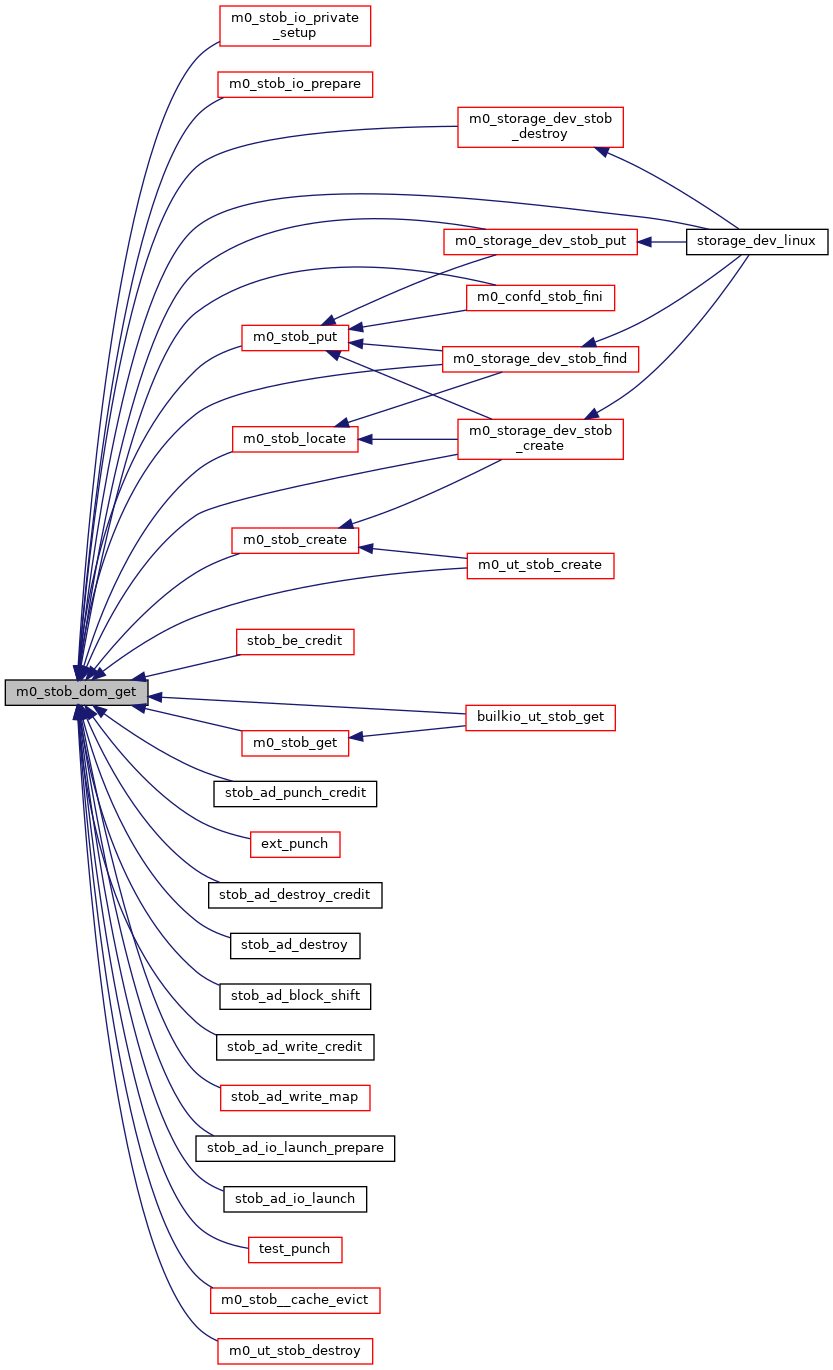 m0_stob_io_private
_setup
m0_stob_io_prepare
m0_storage_dev_stob
_destroy
storage_dev_linux
m0_storage_dev_stob_put
m0_confd_stob_fini
m0_stob_put
m0_storage_dev_stob_find
m0_stob_locate
m0_storage_dev_stob
_create
m0_stob_create
m0_ut_stob_create
stob_be_credit
m0_stob_dom_get
builkio_ut_stob_get
m0_stob_get
stob_ad_punch_credit
ext_punch
stob_ad_destroy_credit
stob_ad_destroy
stob_ad_block_shift
stob_ad_write_credit
stob_ad_write_map
stob_ad_io_launch_prepare
stob_ad_io_launch
test_punch
m0_stob__cache_evict
m0_ut_stob_destroy